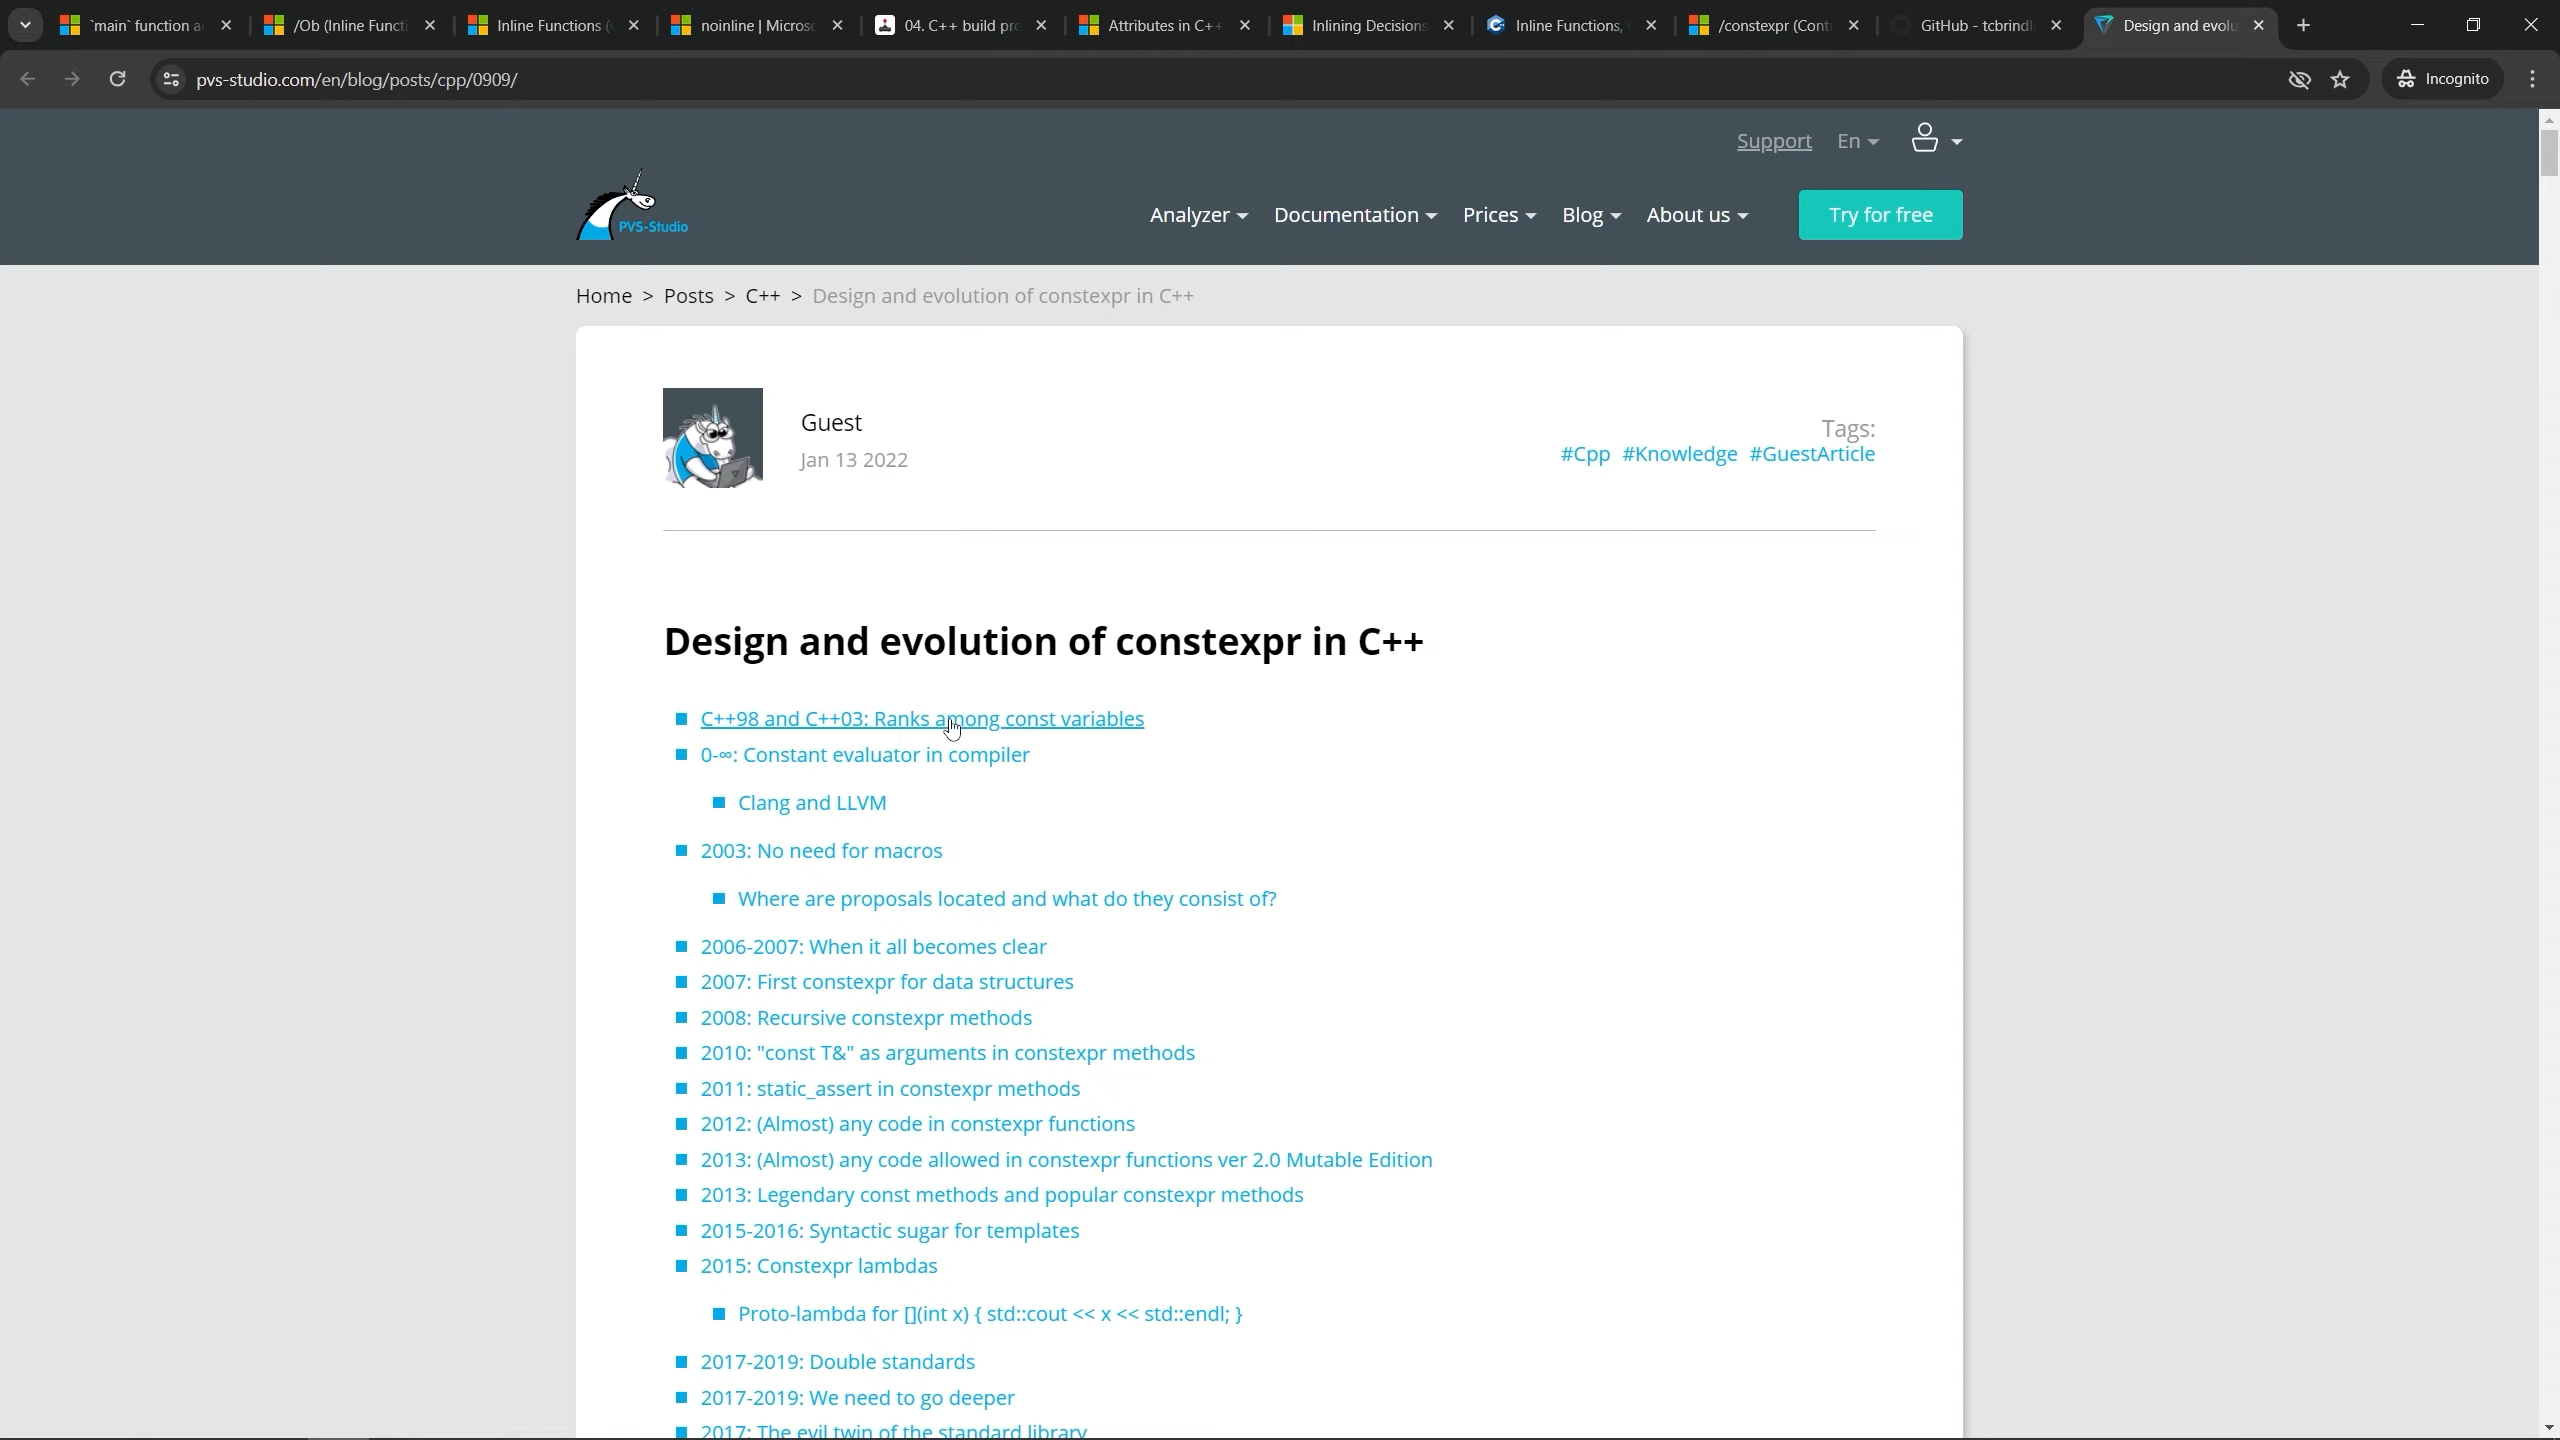 `main` function a
/Ob (Inline Functi
Inline Functions (
noinline | Micros
04. C++ build pr
Attributes in C++
Inlining Decisions
Inline Functions,
/constexpr (Cont
GitHub - tcbrindl
Design and evolu
pvs-studio.com/en/blog/posts/cpp/0909/
Incognito
Support En
PVS-Studio
Analyzer Documentation Prices Blog About us Try for free
Home > Posts > C++ > Design and evolution of constexpr in C++
Guest
Jan 13 2022
Tags:
#Cpp #Knowledge #GuestArticle
Design and evolution of constexpr in C++
C++98 and C++03: Ranks among const variables
0-∞: Constant evaluator in compiler
Clang and LLVM
2003: No need for macros
Where are proposals located and what do they consist of?
2006-2007: When it all becomes clear
2007: First constexpr for data structures
2008: Recursive constexpr methods
2010: "const T&" as arguments in constexpr methods
2011: static_assert in constexpr methods
2012: (Almost) any code in constexpr functions
2013: (Almost) any code allowed in constexpr functions ver 2.0 Mutable Edition
2013: Legendary const methods and popular constexpr methods
2015-2016: Syntactic sugar for templates
2015: Constexpr lambdas
Proto-lambda for [](int x) { std::cout << x << std::endl; }
2017-2019: Double standards
2017-2019: We need to go deeper
2017: The evil twin of the standard library